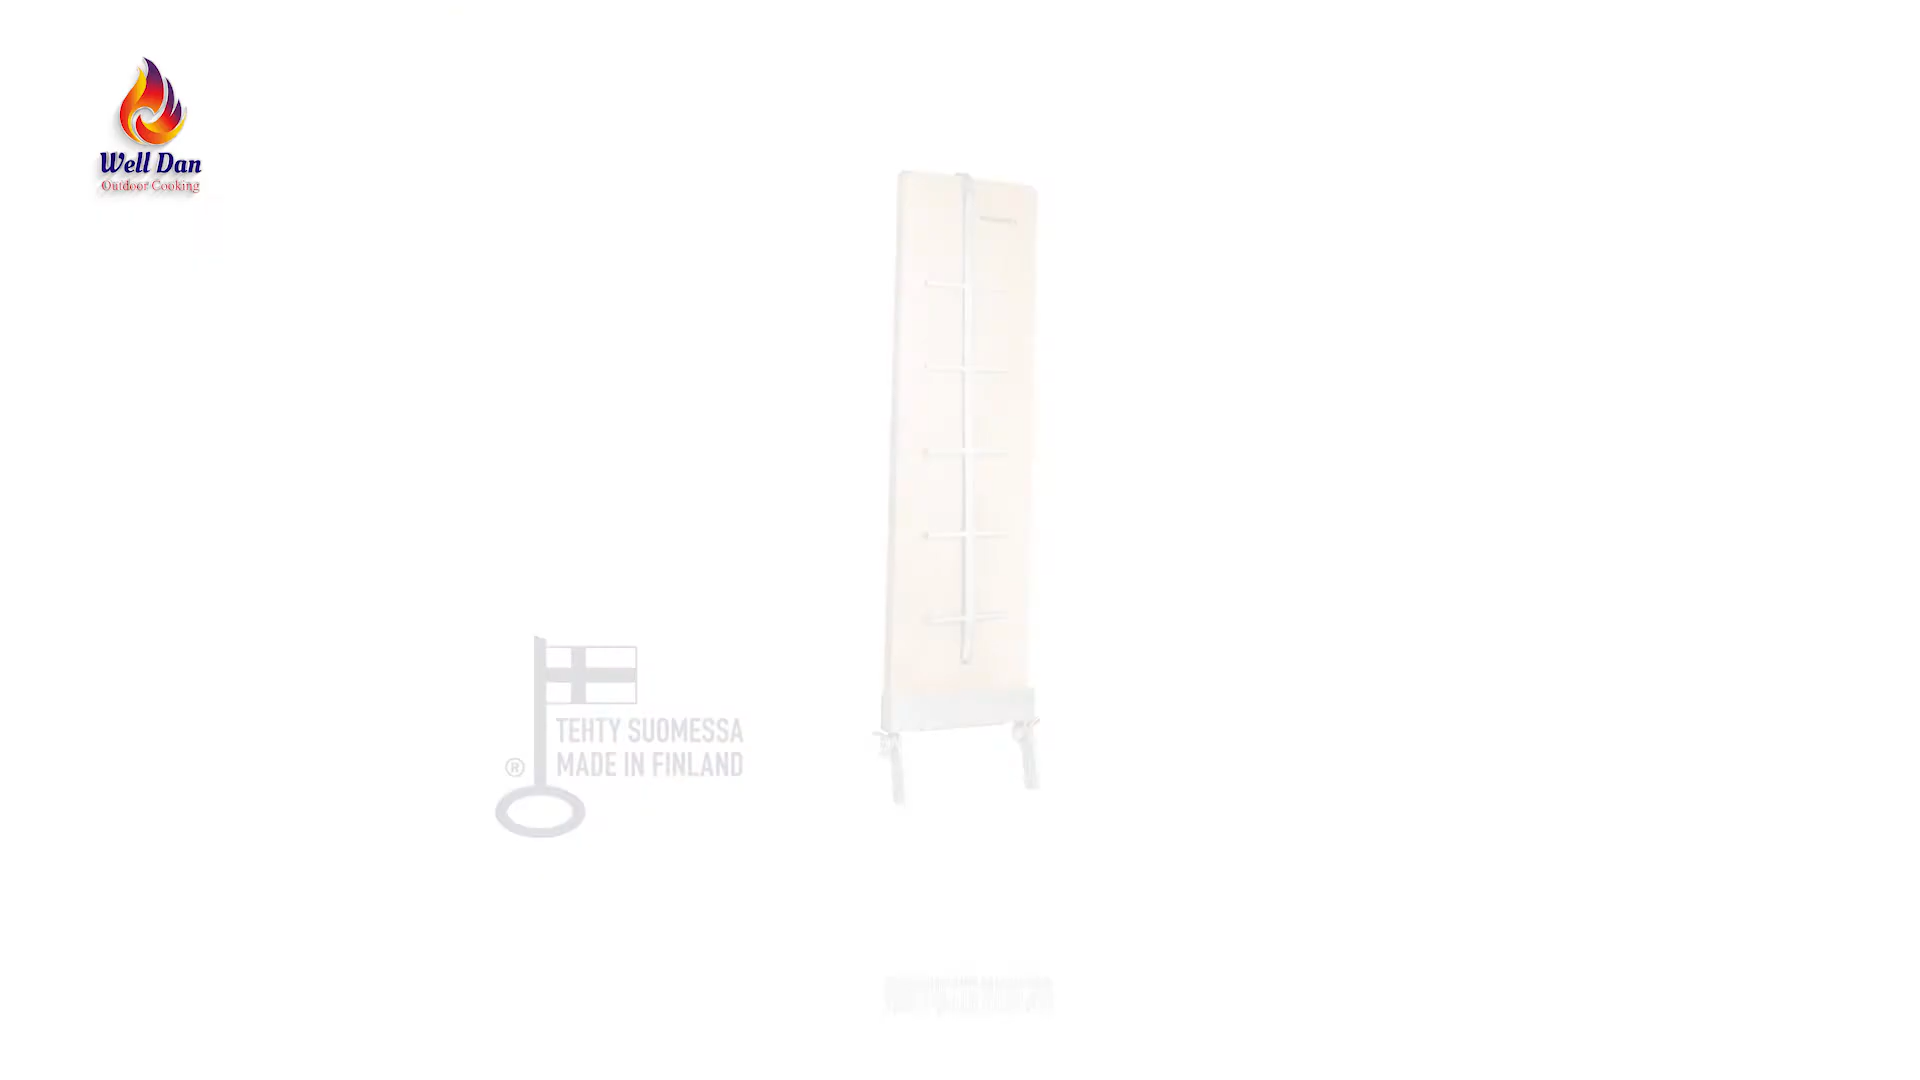 Well Dan
Outdoor Cooking
TEHTY SUOMESSA
® MADE IN FINLAND